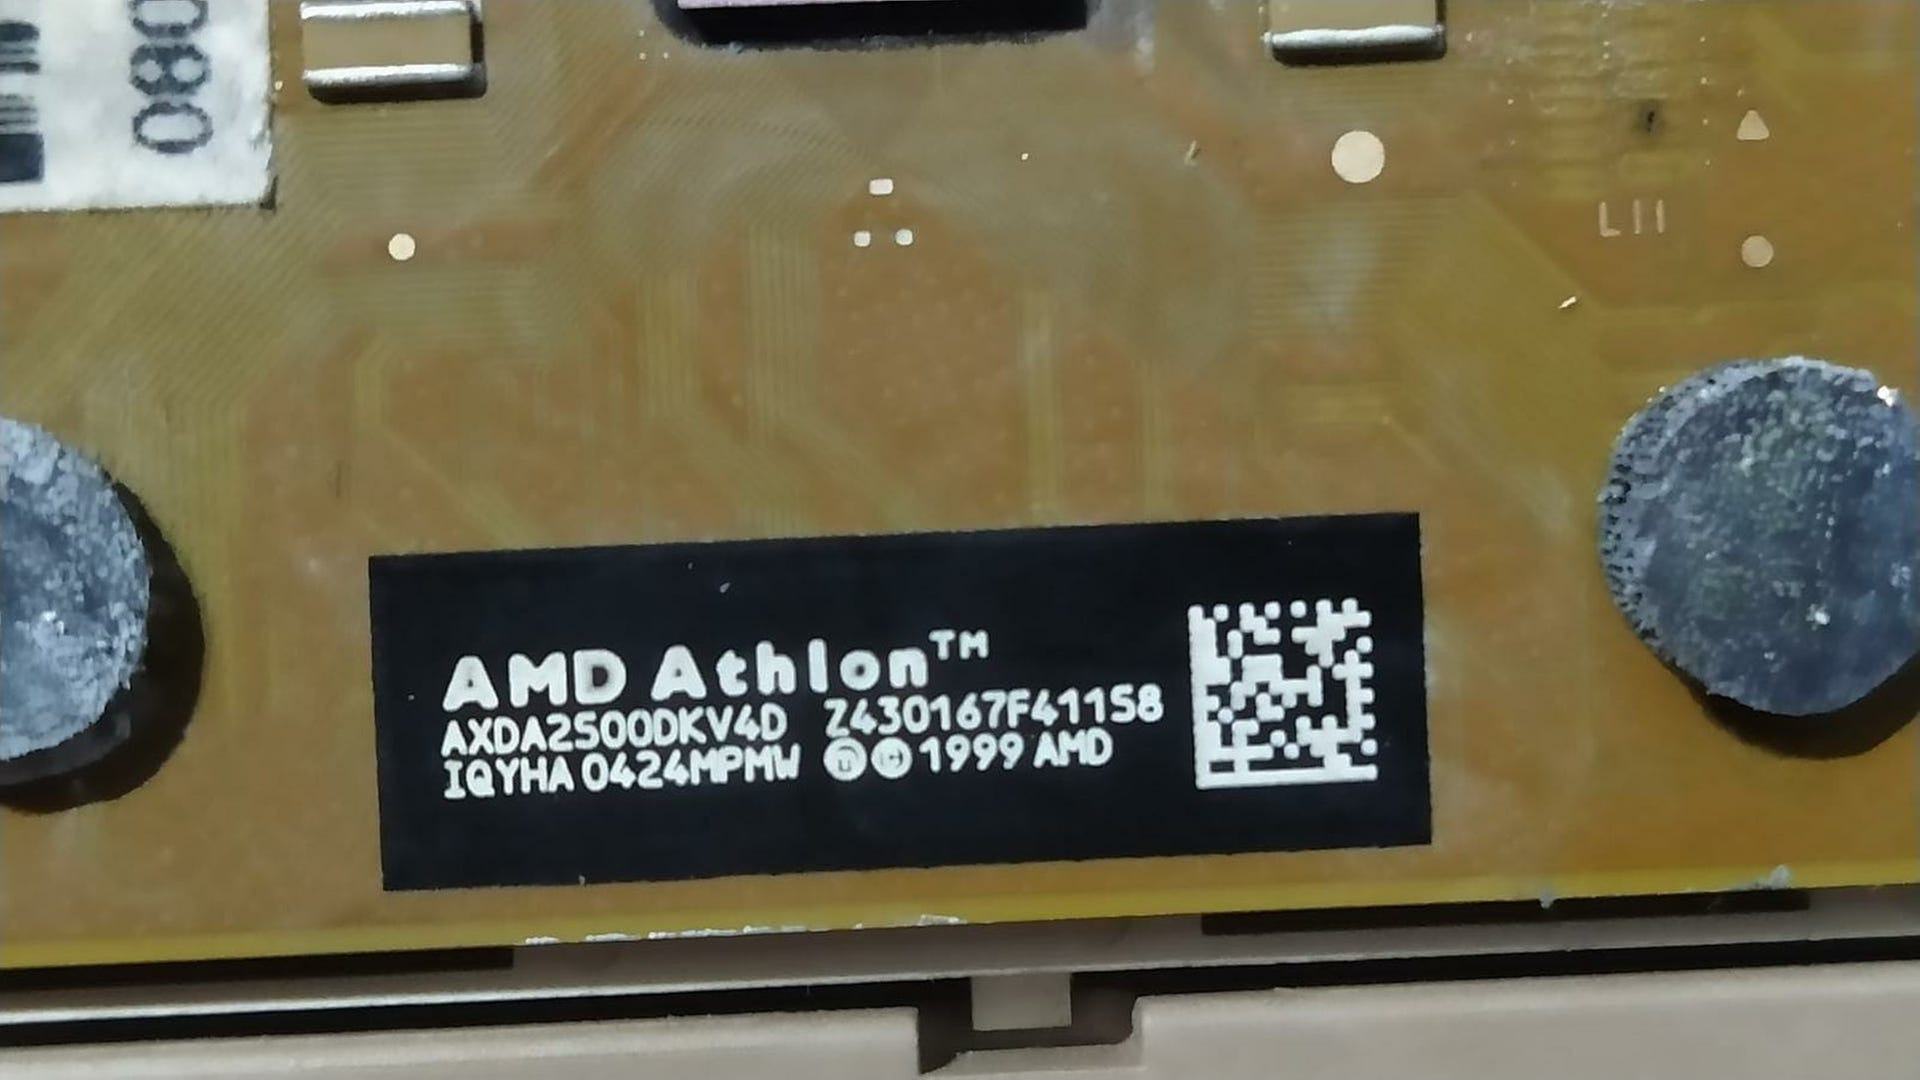 080
L11
AMD Athlon™
AXDA2500DKV4D Z430167F41158
IQYHA 0424MPMW ⓜ © 1999 AMD